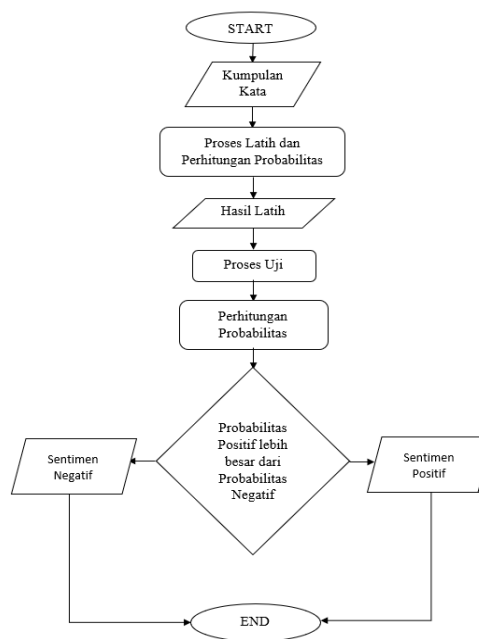 START
Kumpulan
Kata
Proses Latih dan
Perhitungan Probabilitas
Hasil Latih
Proses Uji
Perhitungan
Probabilitas
Probabilitas
Positif lebih
besar dari
Probabilitas
Negatif
Sentimen
Negatif
Sentimen
Positif
END